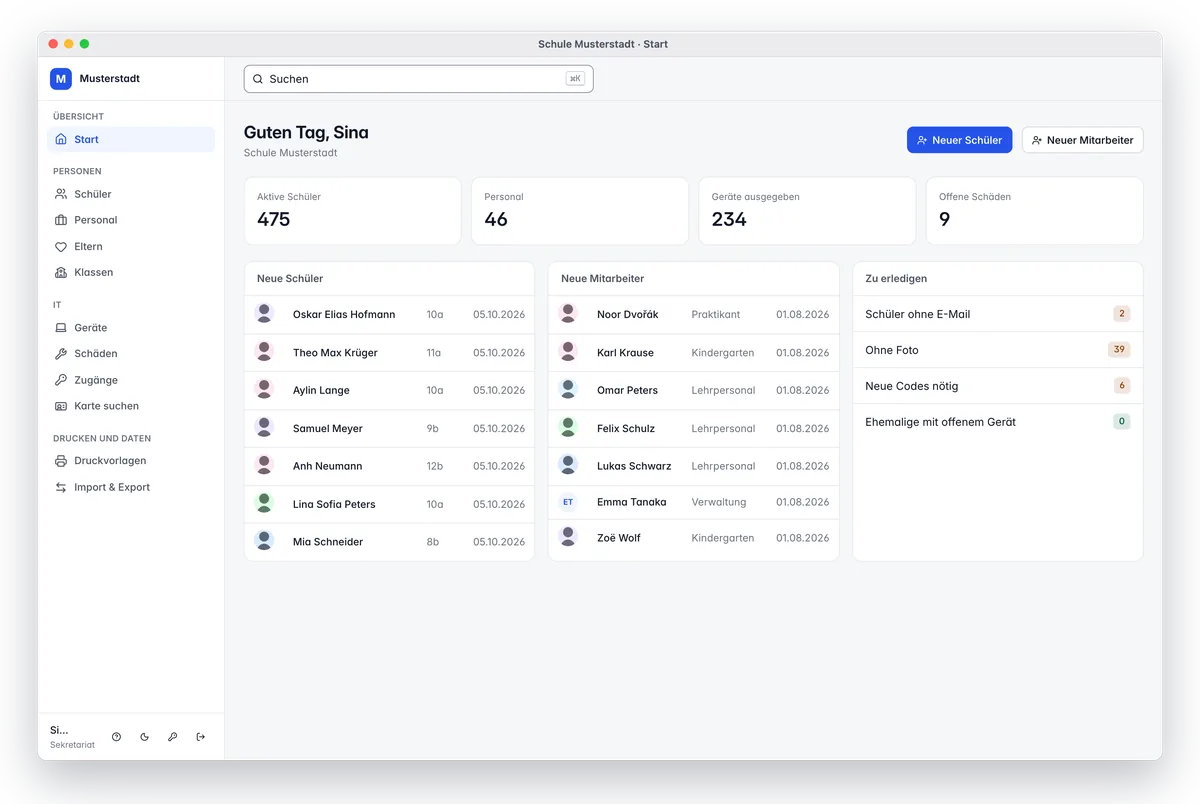 Schule Musterstadt · Start
M Musterstadt
Suchen ⌘K
ÜBERSICHT
Start
PERSONEN
Schüler
Personal
Eltern
Klassen
IT
Geräte
Schäden
Zugänge
Karte suchen
DRUCKEN UND DATEN
Druckvorlagen
Import & Export
Si...
Sekretariat
Guten Tag, Sina
Schule Musterstadt
Neuer Schüler
Neuer Mitarbeiter
Aktive Schüler
475
Personal
46
Geräte ausgegeben
234
Offene Schäden
9
Neue Schüler
Oskar Elias Hofmann 10a 05.10.2026
Theo Max Krüger 11a 05.10.2026
Aylin Lange 10a 05.10.2026
Samuel Meyer 9b 05.10.2026
Anh Neumann 12b 05.10.2026
Lina Sofia Peters 10a 05.10.2026
Mia Schneider 8b 05.10.2026
Neue Mitarbeiter
Noor Dvořák Praktikant 01.08.2026
Karl Krause Kindergarten 01.08.2026
Omar Peters Lehrpersonal 01.08.2026
Felix Schulz Lehrpersonal 01.08.2026
Lukas Schwarz Lehrpersonal 01.08.2026
ET Emma Tanaka Verwaltung 01.08.2026
Zoë Wolf Kindergarten 01.08.2026
Zu erledigen
Schüler ohne E-Mail 2
Ohne Foto 39
Neue Codes nötig 6
Ehemalige mit offenem Gerät 0